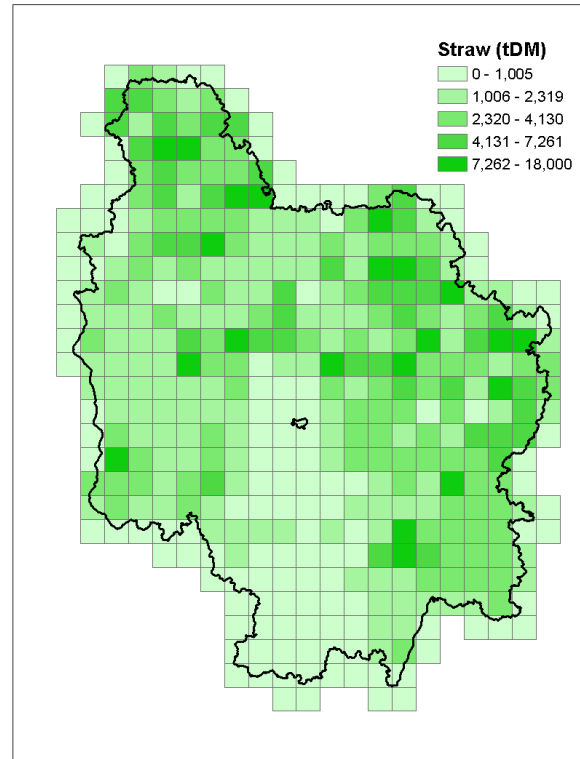 Straw (tDM)
0 - 1,005
1,006 - 2,319
2,320 - 4,130
4,131 - 7,261
7,262 - 18,000